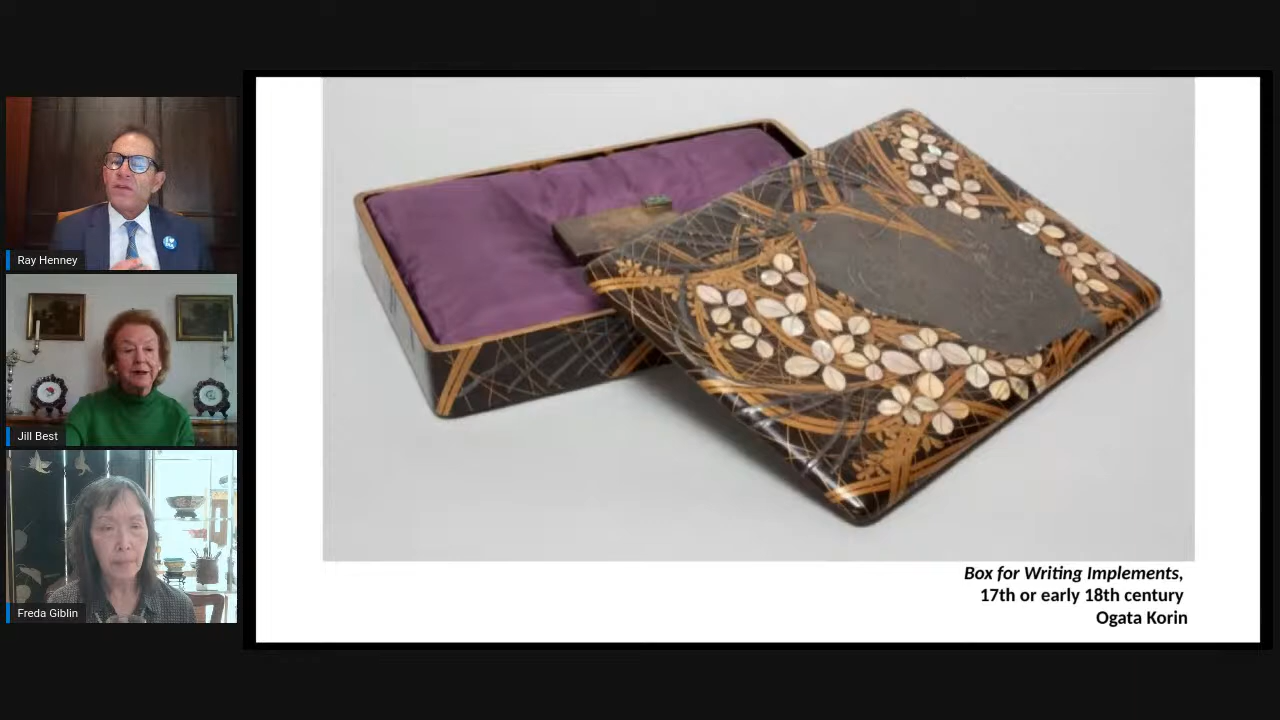 Ray Henney
Jill Best
Freda Giblin
Box for Writing Implements,
17th or early 18th century
Ogata Korin